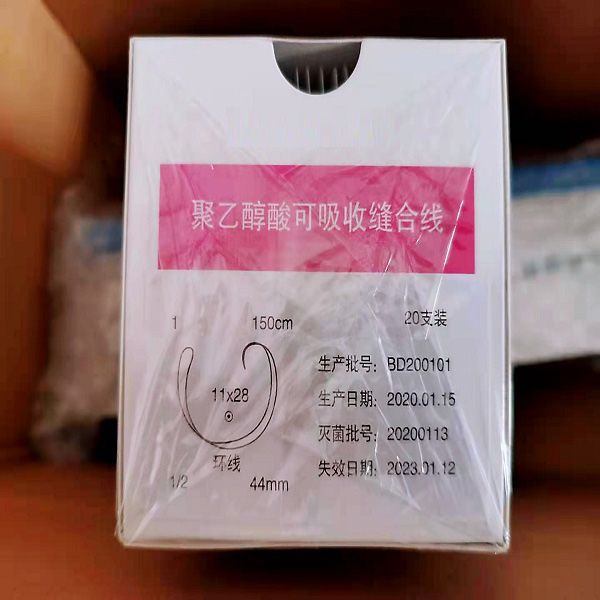 聚乙醇酸可吸收缝合线
1 150cm 20支装
11x28
环线
1/2 44mm
生产批号：BD200101
生产日期：2020.01.15
灭菌批号：20200113
失效日期：2023.01.12